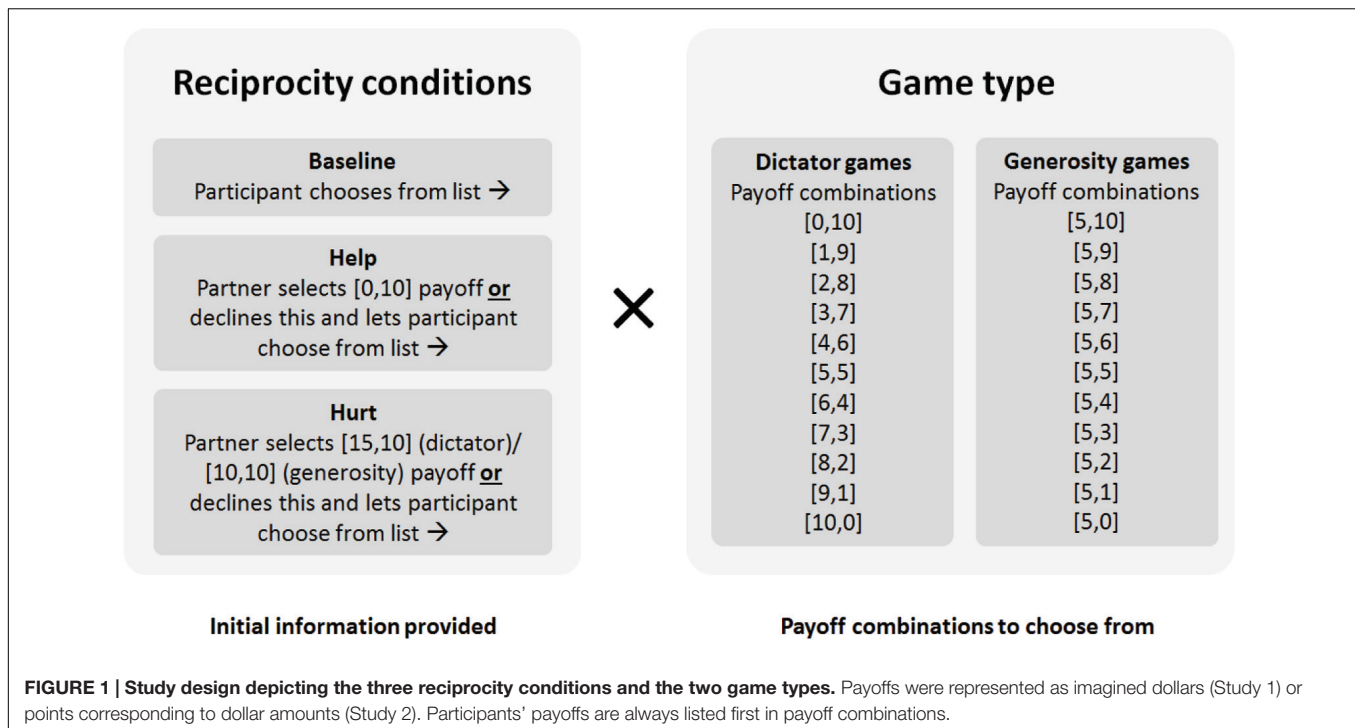 Reciprocity conditions
Baseline
Participant chooses from list →
Help
Partner selects [0,10] payoff or
declines this and lets participant
choose from list →
Hurt
Partner selects [15,10] (dictator)/
[10,10] (generosity) payoff or
declines this and lets participant
choose from list →
Initial information provided
×
Game type
Dictator games
Payoff combinations
[0,10]
[1,9]
[2,8]
[3,7]
[4,6]
[5,5]
[6,4]
[7,3]
[8,2]
[9,1]
[10,0]
Generosity games
Payoff combinations
[5,10]
[5,9]
[5,8]
[5,7]
[5,6]
[5,5]
[5,4]
[5,3]
[5,2]
[5,1]
[5,0]
Payoff combinations to choose from
FIGURE 1 | Study design depicting the three reciprocity conditions and the two game types. Payoffs were represented as imagined dollars (Study 1) or
points corresponding to dollar amounts (Study 2). Participants' payoffs are always listed first in payoff combinations.